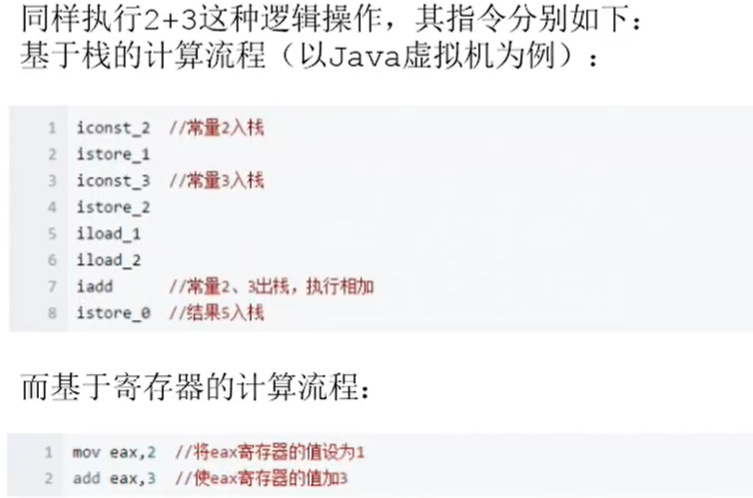 同样执行2+3这种逻辑操作，其指令分别如下：
基于栈的计算流程（以Java虚拟机为例）：
1 iconst_2 //常量2入栈
2 istore_1
3 iconst_3 //常量3入栈
4 istore_2
5 iload_1
6 iload_2
7 iadd //常量2、3出栈，执行相加
8 istore_0 //结果5入栈
而基于寄存器的计算流程：
1 mov eax,2 //将eax寄存器的值设为1
2 add eax,3 //使eax寄存器的值加3